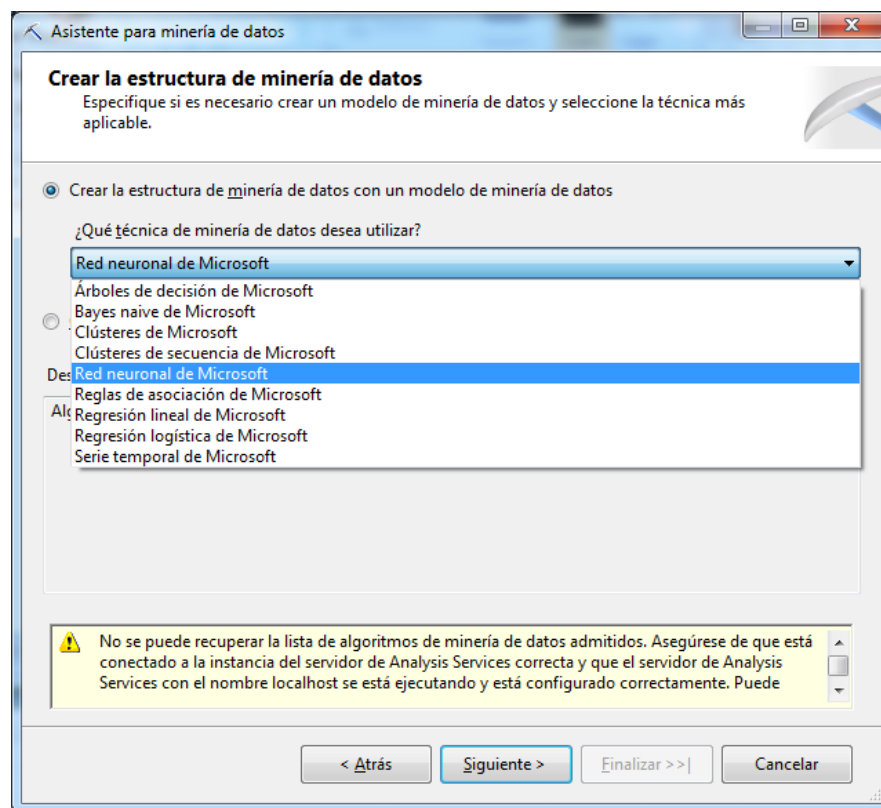 Asistente para minería de datos
Crear la estructura de minería de datos
Especifique si es necesario crear un modelo de minería de datos y seleccione la técnica más
aplicable.
Crear la estructura de minería de datos con un modelo de minería de datos
¿Qué técnica de minería de datos desea utilizar?
Red neuronal de Microsoft
Árboles de decisión de Microsoft
Bayes naive de Microsoft
Clústeres de Microsoft
Clústeres de secuencia de Microsoft
Des Red neuronal de Microsoft
Reglas de asociación de Microsoft
Alg Regresión lineal de Microsoft
Regresión logística de Microsoft
Serie temporal de Microsoft
No se puede recuperar la lista de algoritmos de minería de datos admitidos. Asegúrese de que está
conectado a la instancia del servidor de Analysis Services correcta y que el servidor de Analysis
Services con el nombre localhost se está ejecutando y está configurado correctamente. Puede
< Atrás Siguiente > Finalizar >>| Cancelar